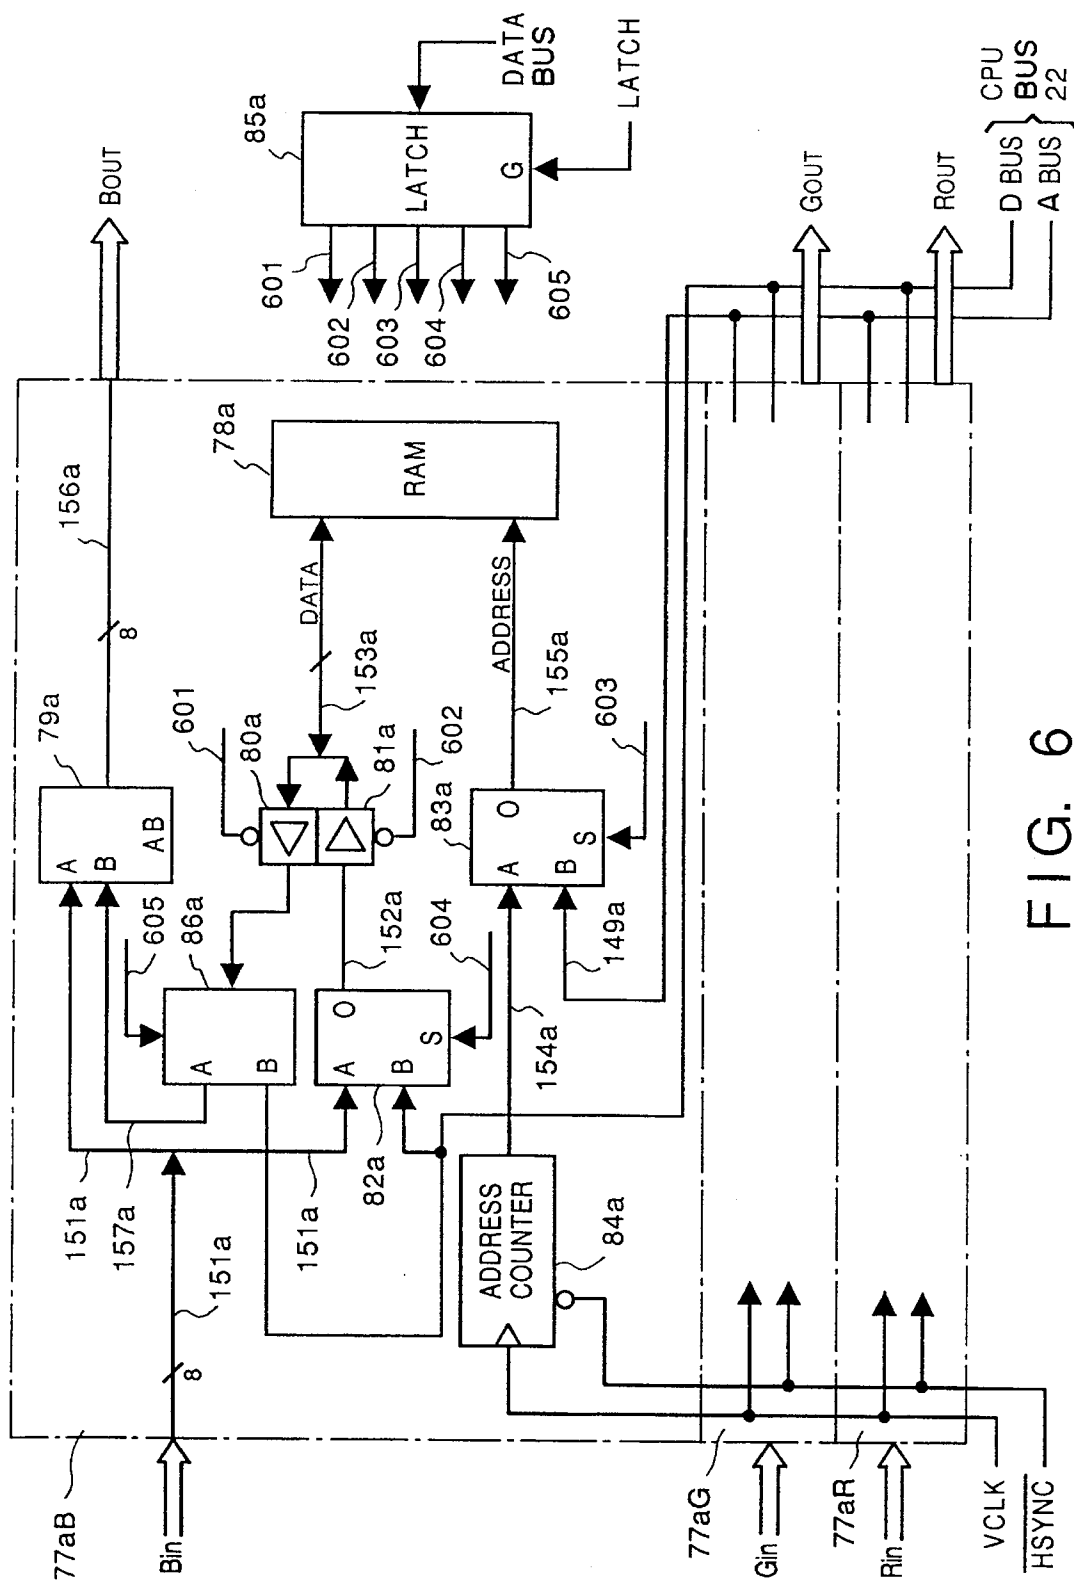 77aB
Bin
8
151a
151a
157a
151a
605
86a
A
B
79a
A
B
AB
156a
8
BOUT
601
80a
81a
602
152a
A
B
O
S
82a
604
153a
DATA
78a
RAM
ADDRESS
155a
83a
A
B
O
S
603
149a
154a
ADDRESS
COUNTER
84a
85a
LATCH
G
DATA
BUS
LATCH
601
602
603
604
605
77aG
Gin
GOUT
77aR
Rin
ROUT
VCLK
HSYNC
D BUS
A BUS
CPU
BUS
22
FIG. 6